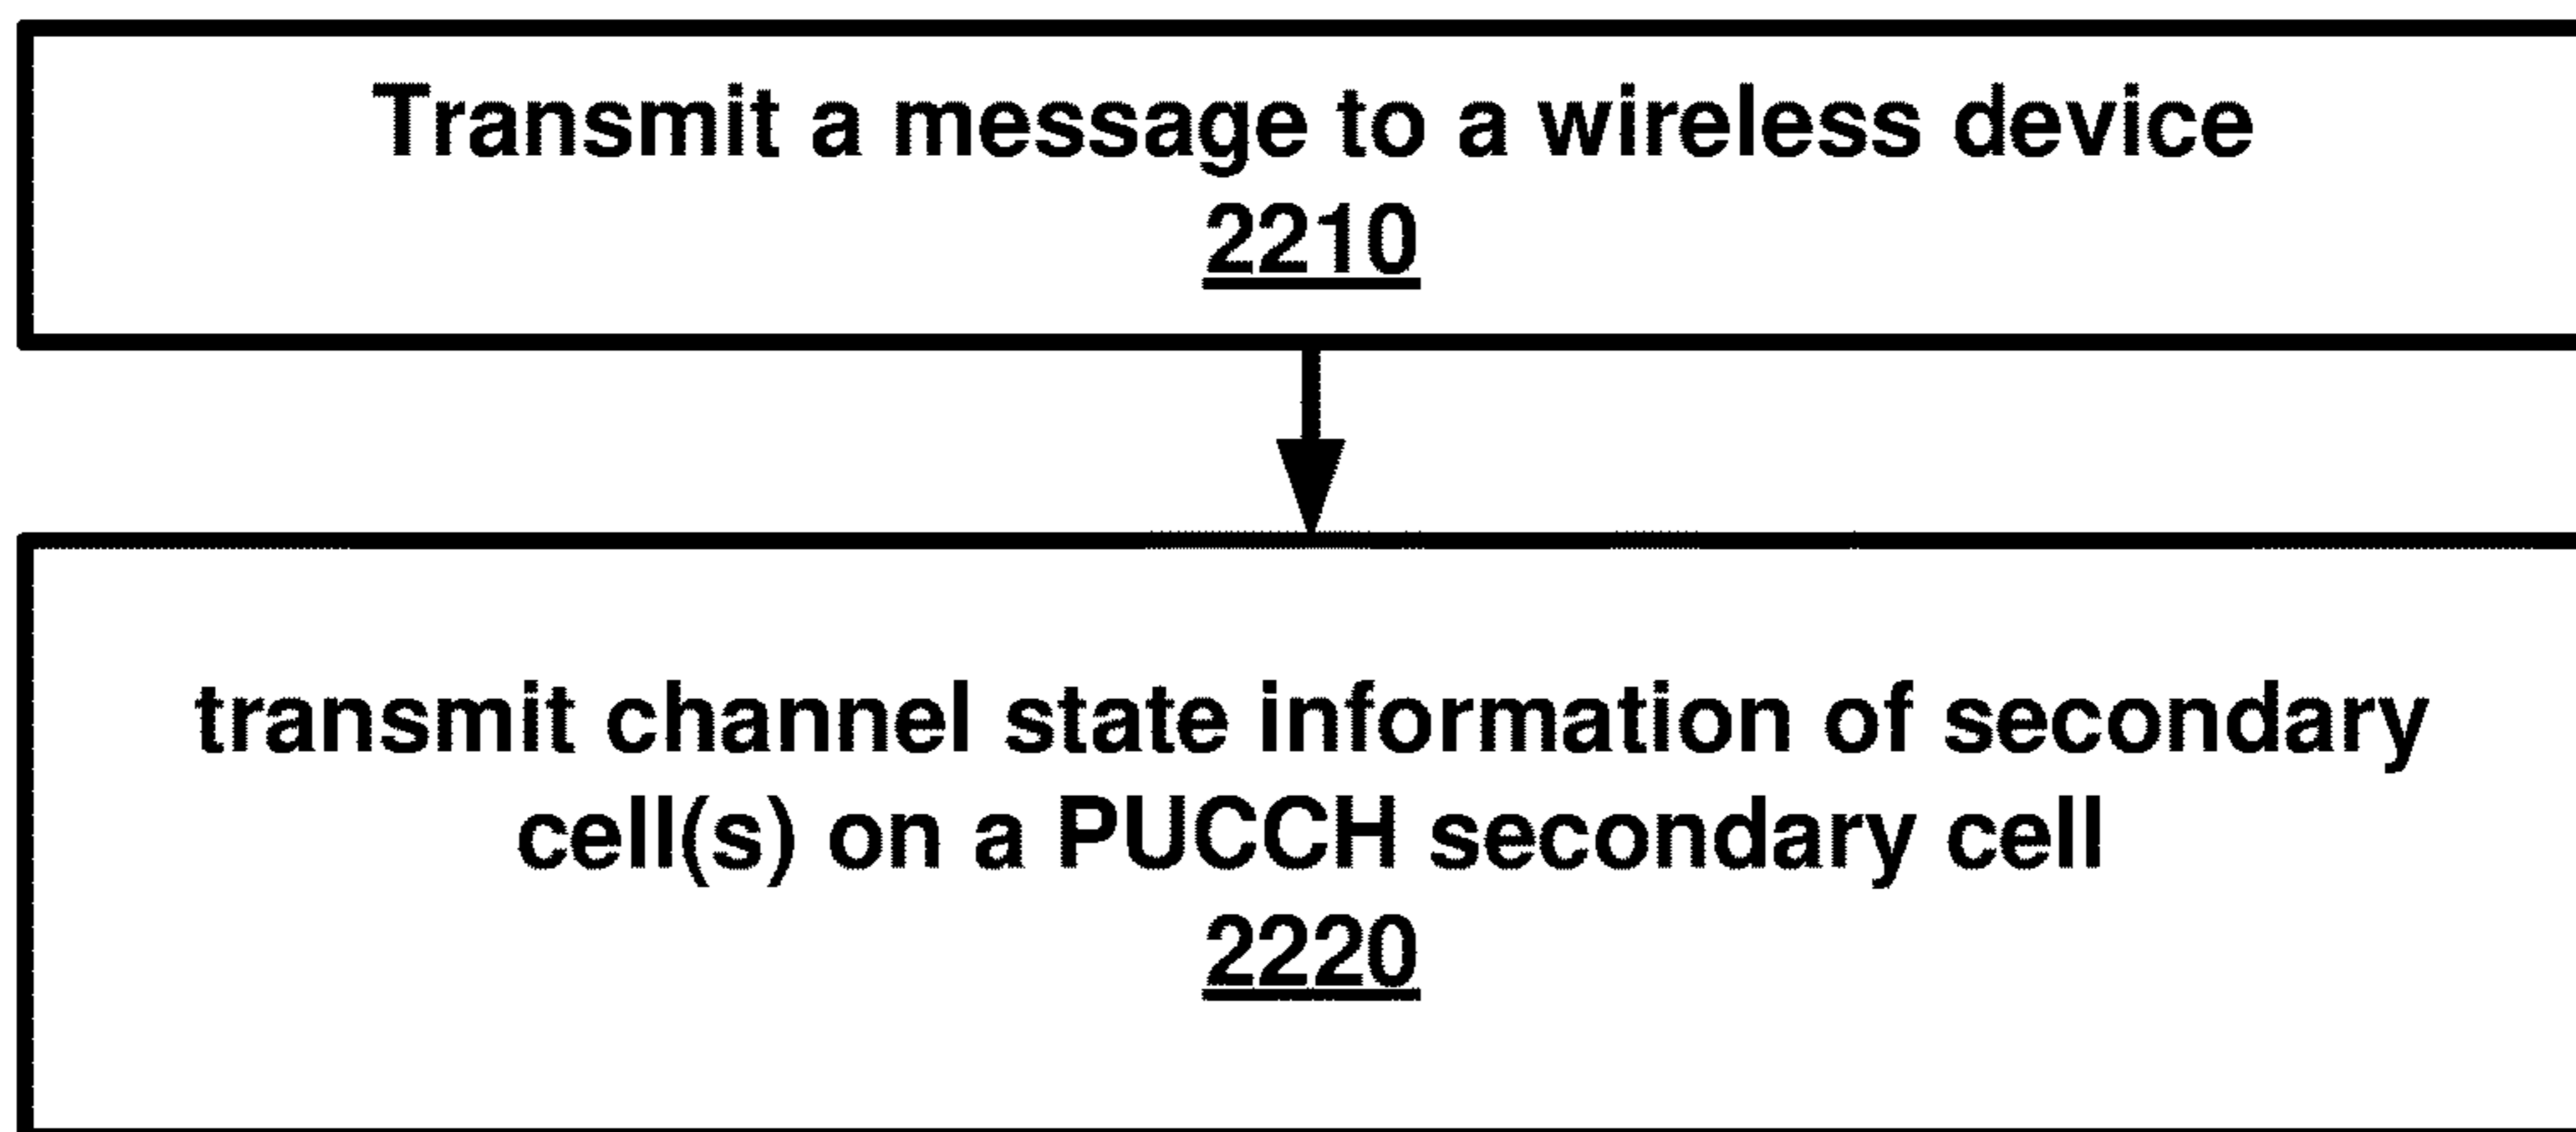 Transmit a message to a wireless device
2210
transmit channel state information of secondary
cell(s) on a PUCCH secondary cell
2220